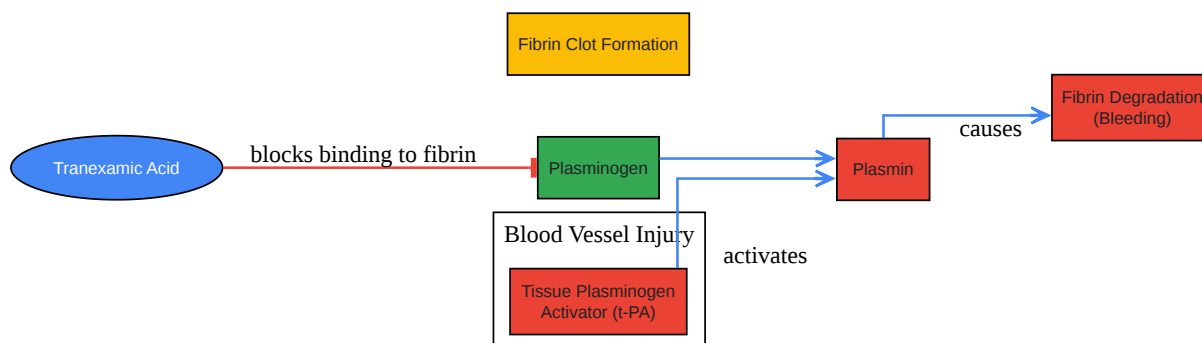 Fibrin Clot Formation
Fibrin Degradation
(Bleeding)
causes
blocks binding to fibrin
Tranexamic Acid
Plasminogen
Plasmin
Blood Vessel Injury
activates
Tissue Plasminogen
Activator (t-PA)